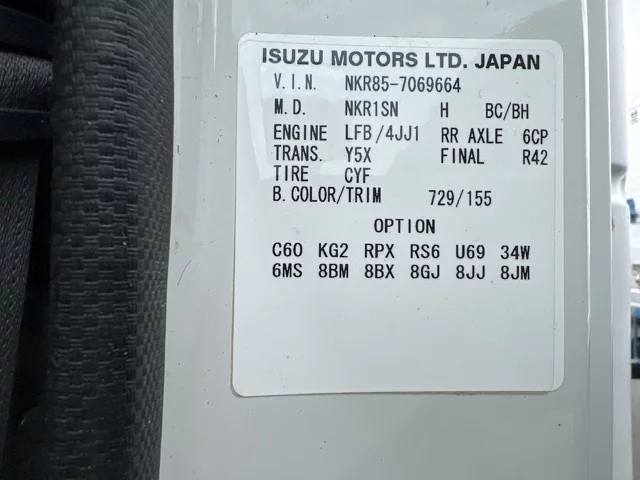 ISUZU MOTORS LTD. JAPAN
V.I.N. NKR85-7069664
M.D. NKR1SN H BC/BH
ENGINE LFB/4JJ1 RR AXLE 6CP
TRANS. Y5X FINAL R42
TIRE CYF
B.COLOR/TRIM 729/155
OPTION
C60 KG2 RPX RS6 U69 34W
6MS 8BM 8BX 8GJ 8JJ 8JM